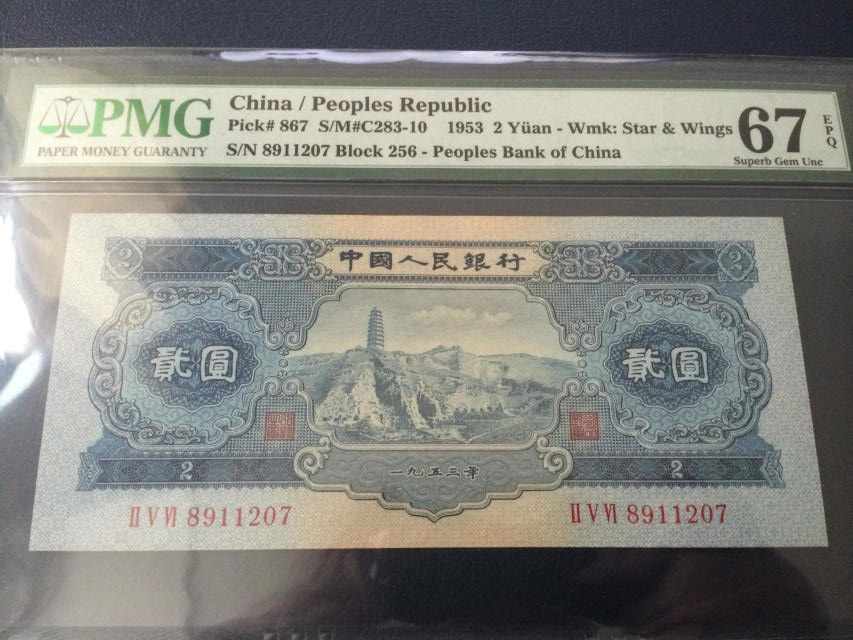 PMG
PAPER MONEY GUARANTY
China / Peoples Republic
Pick# 867 S/M#C283-10 1953 2 Yüan - Wmk: Star & Wings
S/N 8911207 Block 256 - Peoples Bank of China
67
EPQ
Superb Gem Unc
2
中國人民銀行
2
貳圓
貳圓
2
一九五三年
2
II V VI 8911207
II V VI 8911207